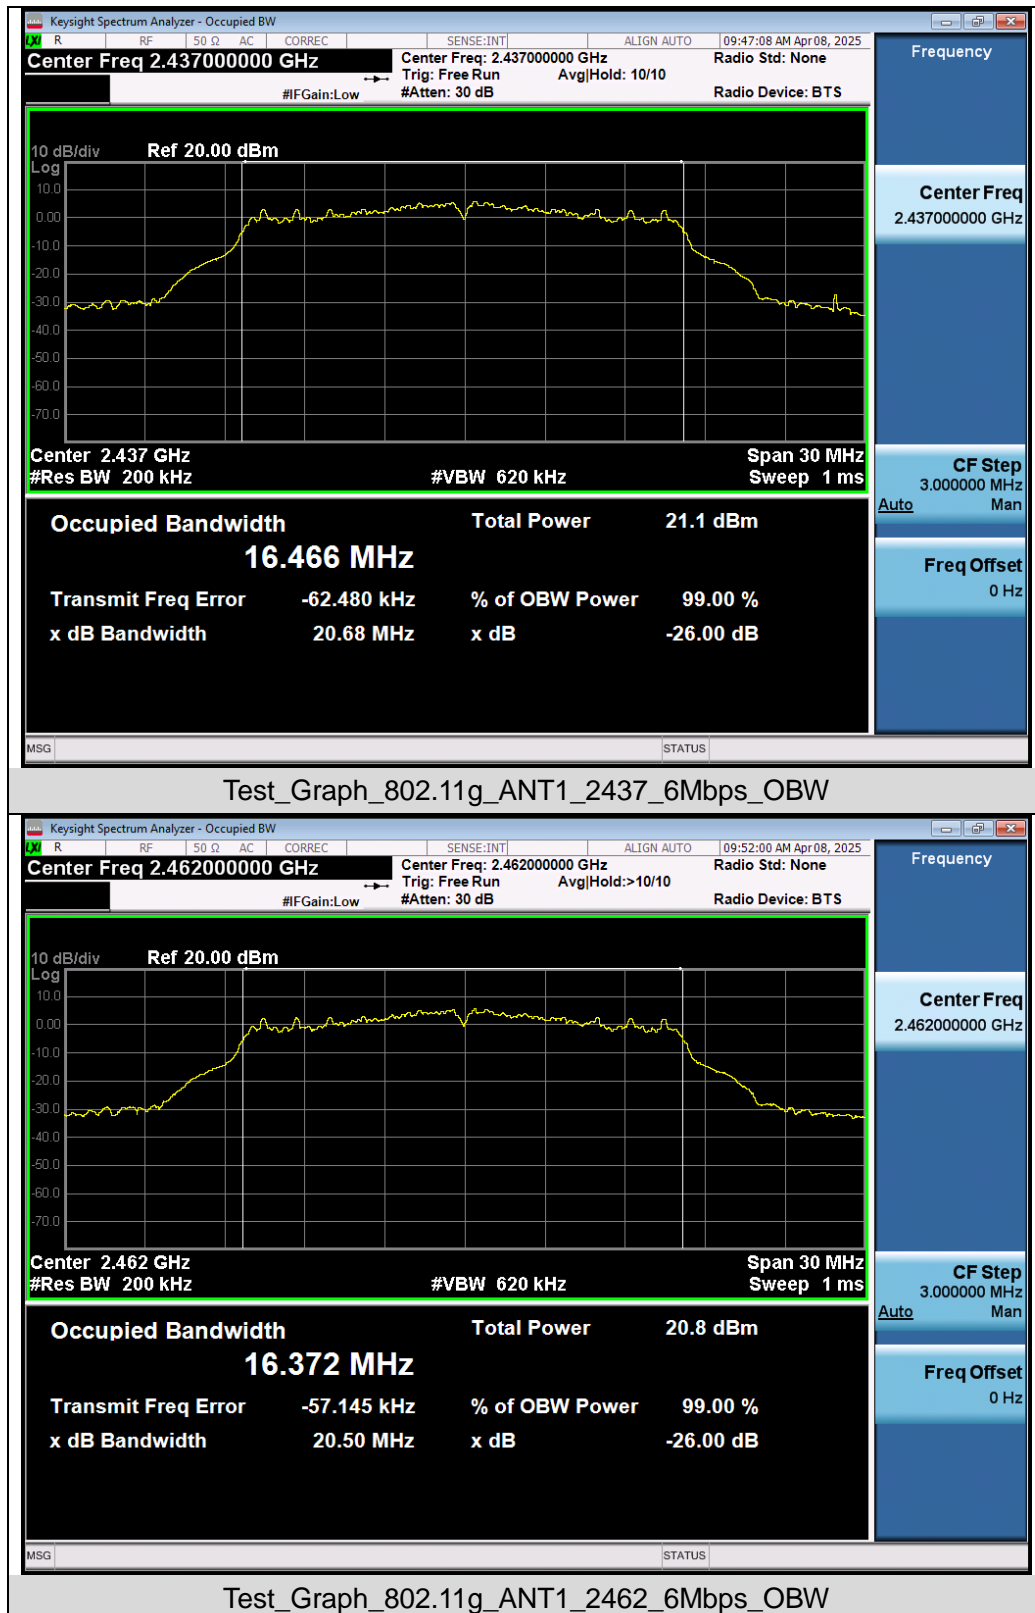 Keysight Spectrum Analyzer - Occupied BW
LXI R RF 50 Ω AC CORREC SENSE:INT ALIGN AUTO 09:47:08 AM Apr 08, 2025
Center Freq 2.437000000 GHz
Center Freq: 2.437000000 GHz
Radio Std: None
Trig: Free Run Avg|Hold: 10/10
#IFGain:Low #Atten: 30 dB Radio Device: BTS
10 dB/div Ref 20.00 dBm
Log
10.0
0.00
-10.0
-20.0
-30.0
-40.0
-50.0
-60.0
-70.0
Center 2.437 GHz Span 30 MHz
#Res BW 200 kHz #VBW 620 kHz Sweep 1 ms
Occupied Bandwidth Total Power 21.1 dBm
16.466 MHz
Transmit Freq Error -62.480 kHz % of OBW Power 99.00 %
x dB Bandwidth 20.68 MHz x dB -26.00 dB
MSG STATUS
Frequency
Center Freq
2.437000000 GHz
CF Step
3.000000 MHz
Auto Man
Freq Offset
0 Hz
Test_Graph_802.11g_ANT1_2437_6Mbps_OBW
Keysight Spectrum Analyzer - Occupied BW
LXI R RF 50 Ω AC CORREC SENSE:INT ALIGN AUTO 09:52:00 AM Apr 08, 2025
Center Freq 2.462000000 GHz
Center Freq: 2.462000000 GHz
Radio Std: None
Trig: Free Run Avg|Hold:>10/10
#IFGain:Low #Atten: 30 dB Radio Device: BTS
10 dB/div Ref 20.00 dBm
Log
10.0
0.00
-10.0
-20.0
-30.0
-40.0
-50.0
-60.0
-70.0
Center 2.462 GHz Span 30 MHz
#Res BW 200 kHz #VBW 620 kHz Sweep 1 ms
Occupied Bandwidth Total Power 20.8 dBm
16.372 MHz
Transmit Freq Error -57.145 kHz % of OBW Power 99.00 %
x dB Bandwidth 20.50 MHz x dB -26.00 dB
MSG STATUS
Frequency
Center Freq
2.462000000 GHz
CF Step
3.000000 MHz
Auto Man
Freq Offset
0 Hz
Test_Graph_802.11g_ANT1_2462_6Mbps_OBW